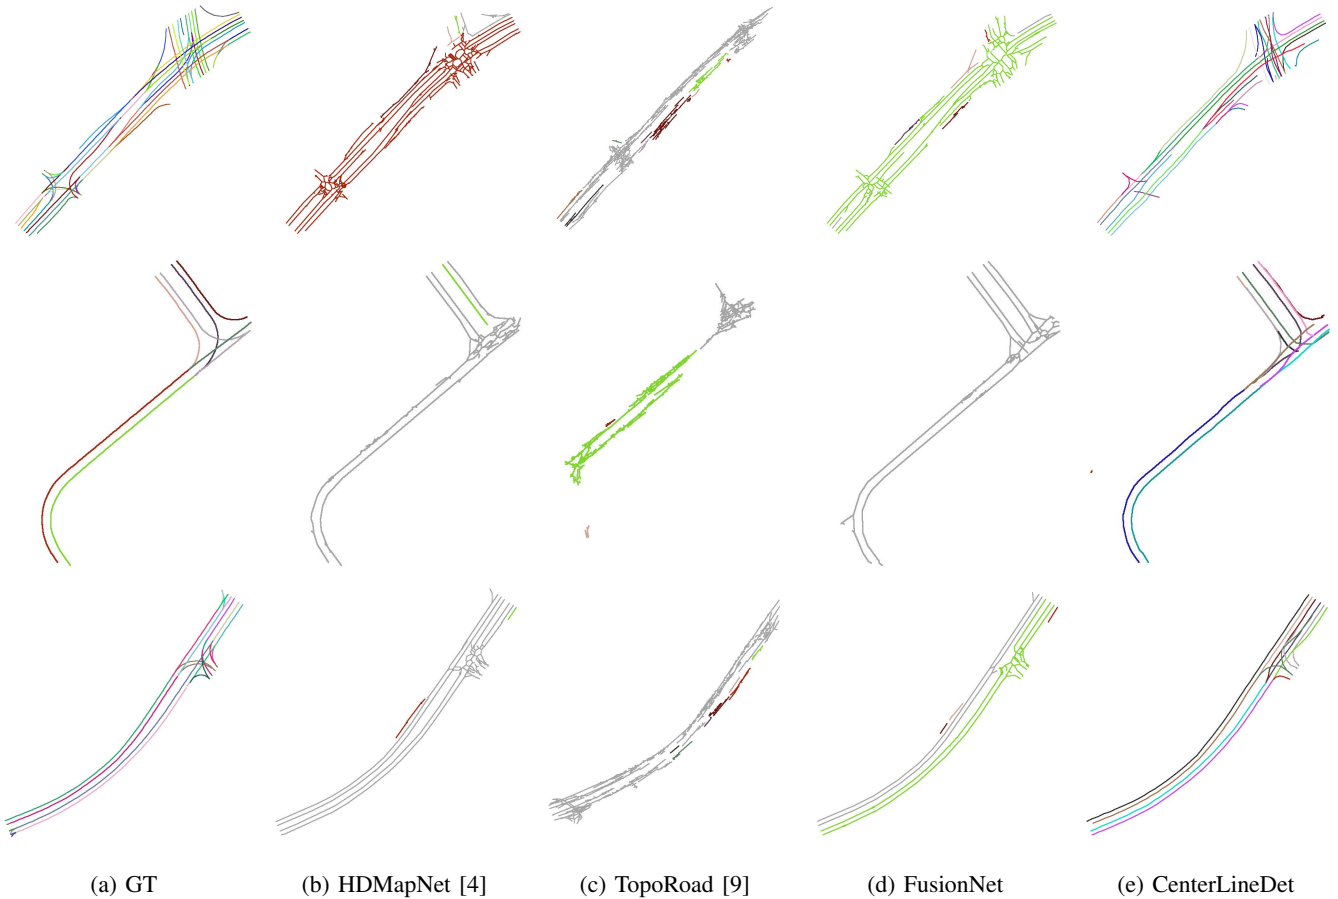 (a) GT
(b) HDMapNet [4]
(c) TopoRoad [9]
(d) FusionNet
(e) CenterLineDet